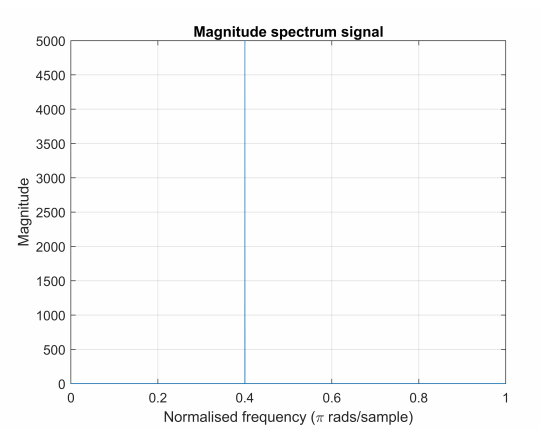 Magnitude spectrum signal
5000
4500
4000
3500
3000
2500
2000
1500
1000
500
0
Magnitude
0 0.2 0.4 0.6 0.8 1
Normalised frequency (π rads/sample)